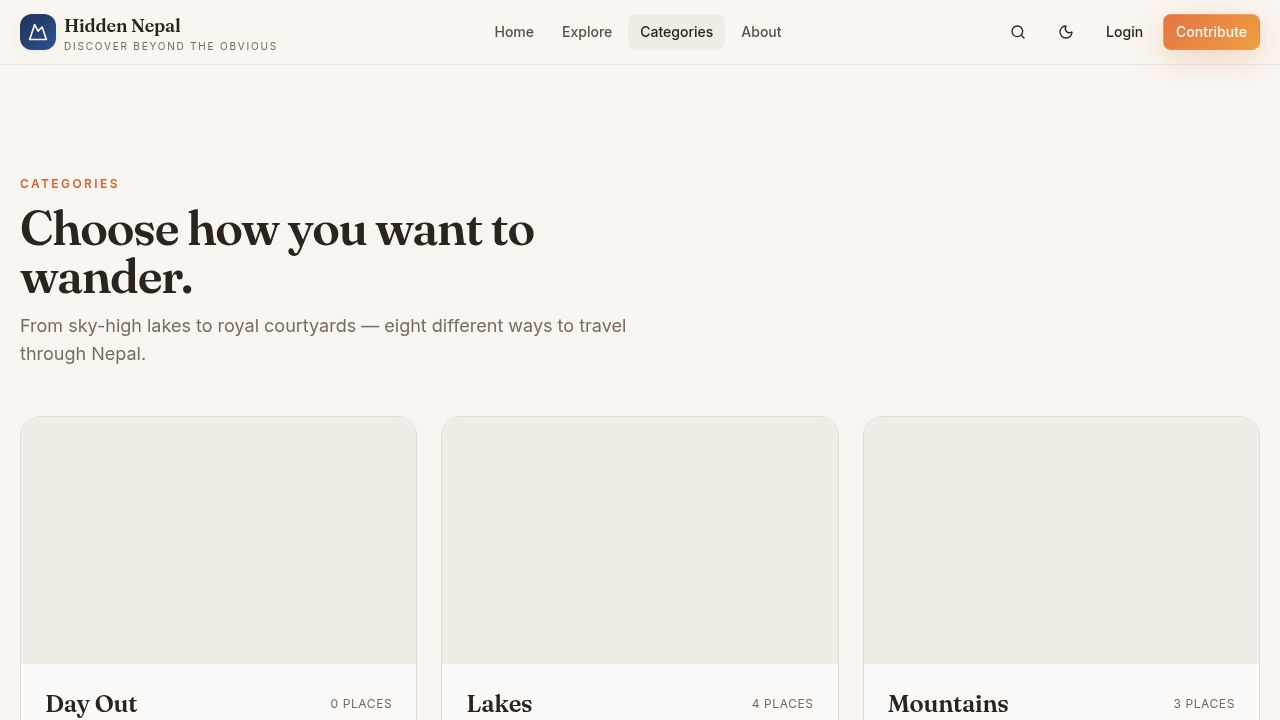 Hidden Nepal
DISCOVER BEYOND THE OBVIOUS
Home
Explore
Categories
About
Login
Contribute
CATEGORIES
Choose how you want to
wander.
From sky-high lakes to royal courtyards — eight different ways to travel
through Nepal.
Day Out
0 PLACES
Lakes
4 PLACES
Mountains
3 PLACES